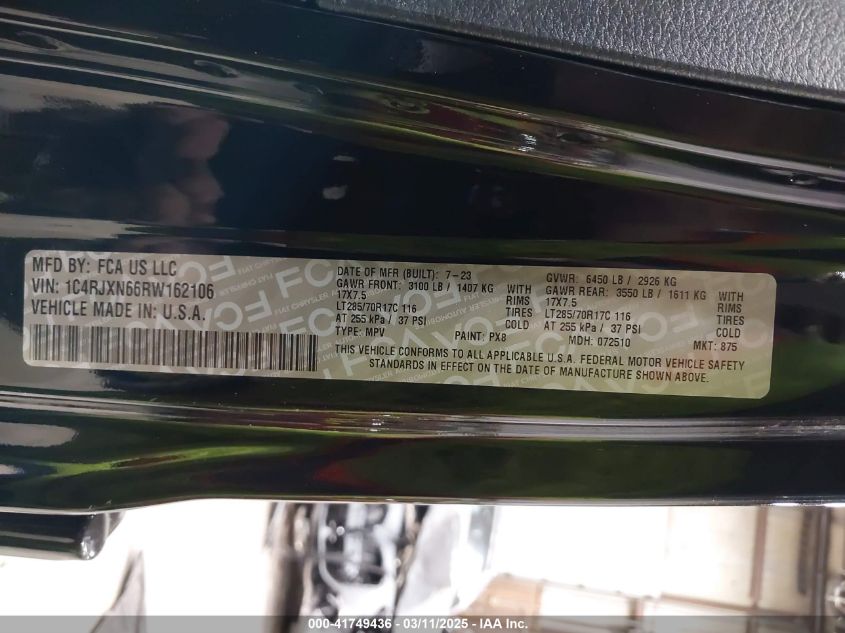 MFD BY: FCA US LLC
VIN: 1C4RJXN66RW162106
VEHICLE MADE IN: U.S.A.
DATE OF MFR (BUILT): 7-23
GVWR: 6450 LB / 2926 KG
GAWR FRONT: 3100 LB / 1407 KG WITH
GAWR REAR: 3550 LB / 1611 KG WITH
17X7.5 RIMS
17X7.5 RIMS
LT285/70R17C 116 TIRES
LT285/70R17C 116 TIRES
AT 255 kPa / 37 PSI COLD
AT 255 kPa / 37 PSI COLD
TYPE: MPV PAINT: PX8 MDH: 072510 MKT: 875
THIS VEHICLE CONFORMS TO ALL APPLICABLE U.S.A. FEDERAL MOTOR VEHICLE SAFETY
STANDARDS IN EFFECT ON THE DATE OF MANUFACTURE SHOWN ABOVE.
000-41749436 - 03/11/2025 - IAA Inc.